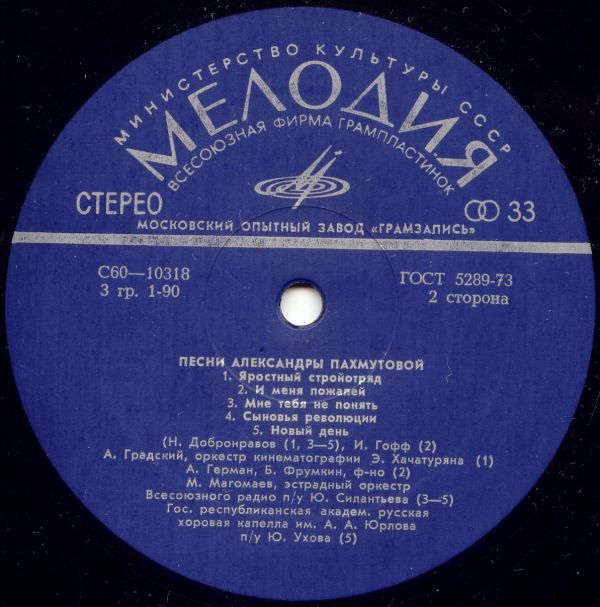 МИНИСТЕРСТВО КУЛЬТУРЫ СССР
МЕЛОДИЯ
ВСЕСОЮЗНАЯ ФИРМА ГРАМПЛАСТИНОК
СТЕРЕО
33
МОСКОВСКИЙ ОПЫТНЫЙ ЗАВОД «ГРАМЗАПИСЬ»
С60—10318
ГОСТ 5289-73
3 гр. 1-90
2 сторона
ПЕСНИ АЛЕКСАНДРЫ ПАХМУТОВОЙ
1. Яростный стройотряд
2. И меня пожалей
3. Мне тебя не понять
4. Сыновья революции
5. Новый день
(Н. Добронравов (1, 3—5), И. Гофф (2)
А. Градский, оркестр кинематографии Э. Хачатуряна (1)
А. Герман, Б. Фрумкин, ф-но (2)
М. Магомаев, эстрадный оркестр
Всесоюзного радио п/у Ю. Силантьева (3—5)
Гос. республиканская академ. русская
хоровая капелла им. А. А. Юрлова
п/у Ю. Ухова (5)